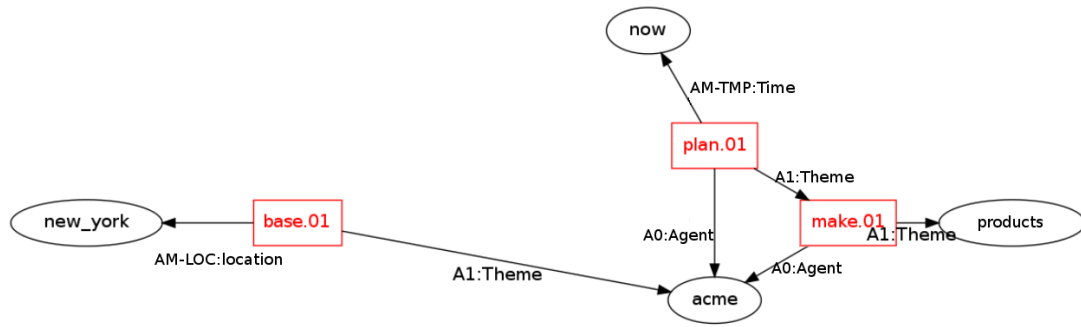 now
AM-TMP:Time
plan.01
A1:Theme
new_york
base.01
make.01
products
A0:Agent
A1:Theme
AM-LOC:location
A1:Theme
A0:Agent
acme